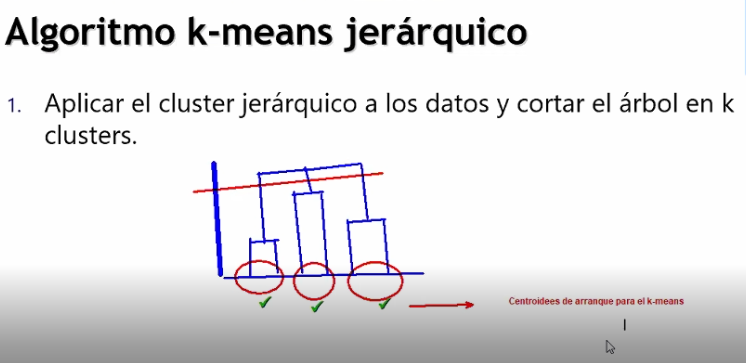 Algoritmo k-means jerárquico
1. Aplicar el cluster jerárquico a los datos y cortar el árbol en k
clusters.
Centroidees de arranque para el k-means